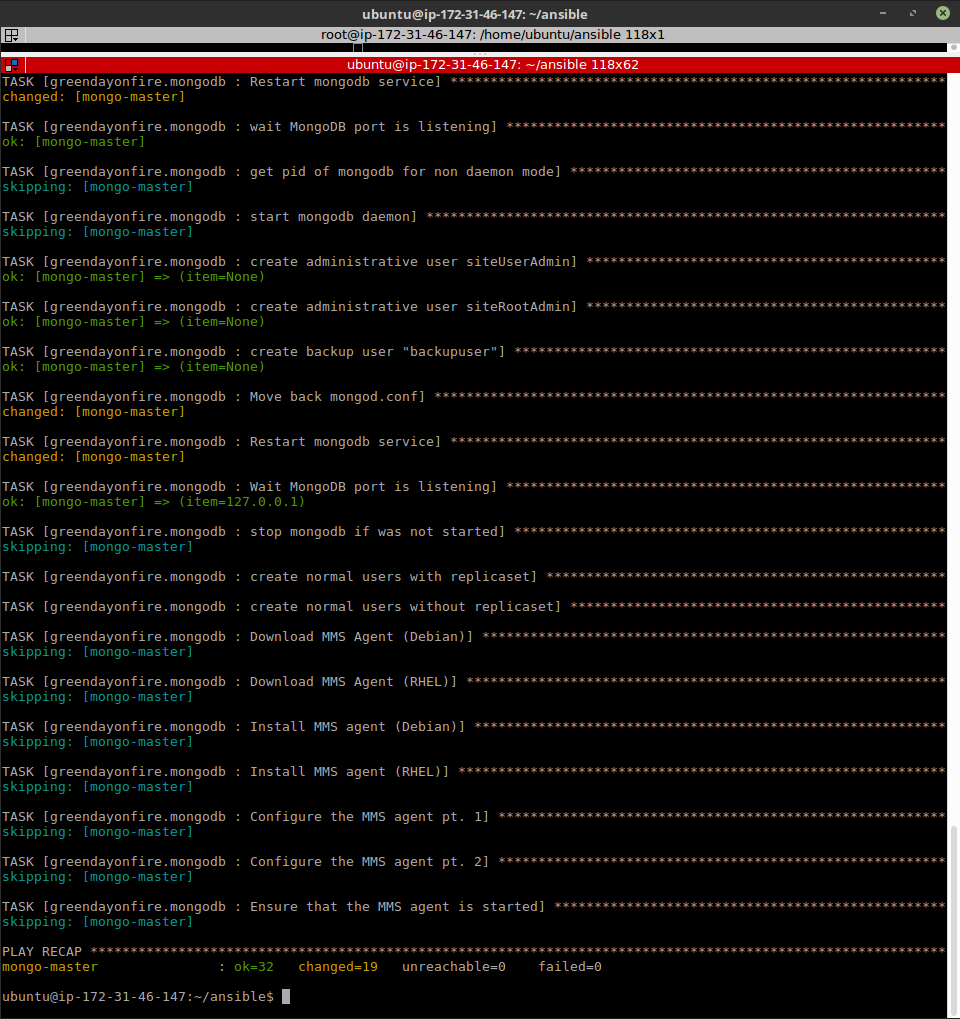 ubuntu@ip-172-31-46-147: ~/ansible
root@ip-172-31-46-147: /home/ubuntu/ansible 118x1
ubuntu@ip-172-31-46-147: ~/ansible 118x62
TASK [greendayonfire.mongodb : Restart mongodb service] **************************************************************
changed: [mongo-master]
TASK [greendayonfire.mongodb : wait MongoDB port is listening] *******************************************************
ok: [mongo-master]
TASK [greendayonfire.mongodb : get pid of mongodb for non daemon mode] ***********************************************
skipping: [mongo-master]
TASK [greendayonfire.mongodb : start mongodb daemon] *****************************************************************
skipping: [mongo-master]
TASK [greendayonfire.mongodb : create administrative user siteUserAdmin] *********************************************
ok: [mongo-master] => (item=None)
TASK [greendayonfire.mongodb : create administrative user siteRootAdmin] *********************************************
ok: [mongo-master] => (item=None)
TASK [greendayonfire.mongodb : create backup user "backupuser"] ******************************************************
ok: [mongo-master] => (item=None)
TASK [greendayonfire.mongodb : Move back mongod.conf] ****************************************************************
changed: [mongo-master]
TASK [greendayonfire.mongodb : Restart mongodb service] **************************************************************
changed: [mongo-master]
TASK [greendayonfire.mongodb : Wait MongoDB port is listening] *******************************************************
ok: [mongo-master] => (item=127.0.0.1)
TASK [greendayonfire.mongodb : stop mongodb if was not started] ******************************************************
skipping: [mongo-master]
TASK [greendayonfire.mongodb : create normal users with replicaset] **************************************************
TASK [greendayonfire.mongodb : create normal users without replicaset] ***********************************************
TASK [greendayonfire.mongodb : Download MMS Agent (Debian)] **********************************************************
skipping: [mongo-master]
TASK [greendayonfire.mongodb : Download MMS Agent (RHEL)] ************************************************************
skipping: [mongo-master]
TASK [greendayonfire.mongodb : Install MMS agent (Debian)] ***********************************************************
skipping: [mongo-master]
TASK [greendayonfire.mongodb : Install MMS agent (RHEL)] *************************************************************
skipping: [mongo-master]
TASK [greendayonfire.mongodb : Configure the MMS agent pt. 1] ********************************************************
skipping: [mongo-master]
TASK [greendayonfire.mongodb : Configure the MMS agent pt. 2] ********************************************************
skipping: [mongo-master]
TASK [greendayonfire.mongodb : Ensure that the MMS agent is started] *************************************************
skipping: [mongo-master]
PLAY RECAP ***********************************************************************************************************
mongo-master               : ok=32   changed=19   unreachable=0    failed=0
ubuntu@ip-172-31-46-147:~/ansible$